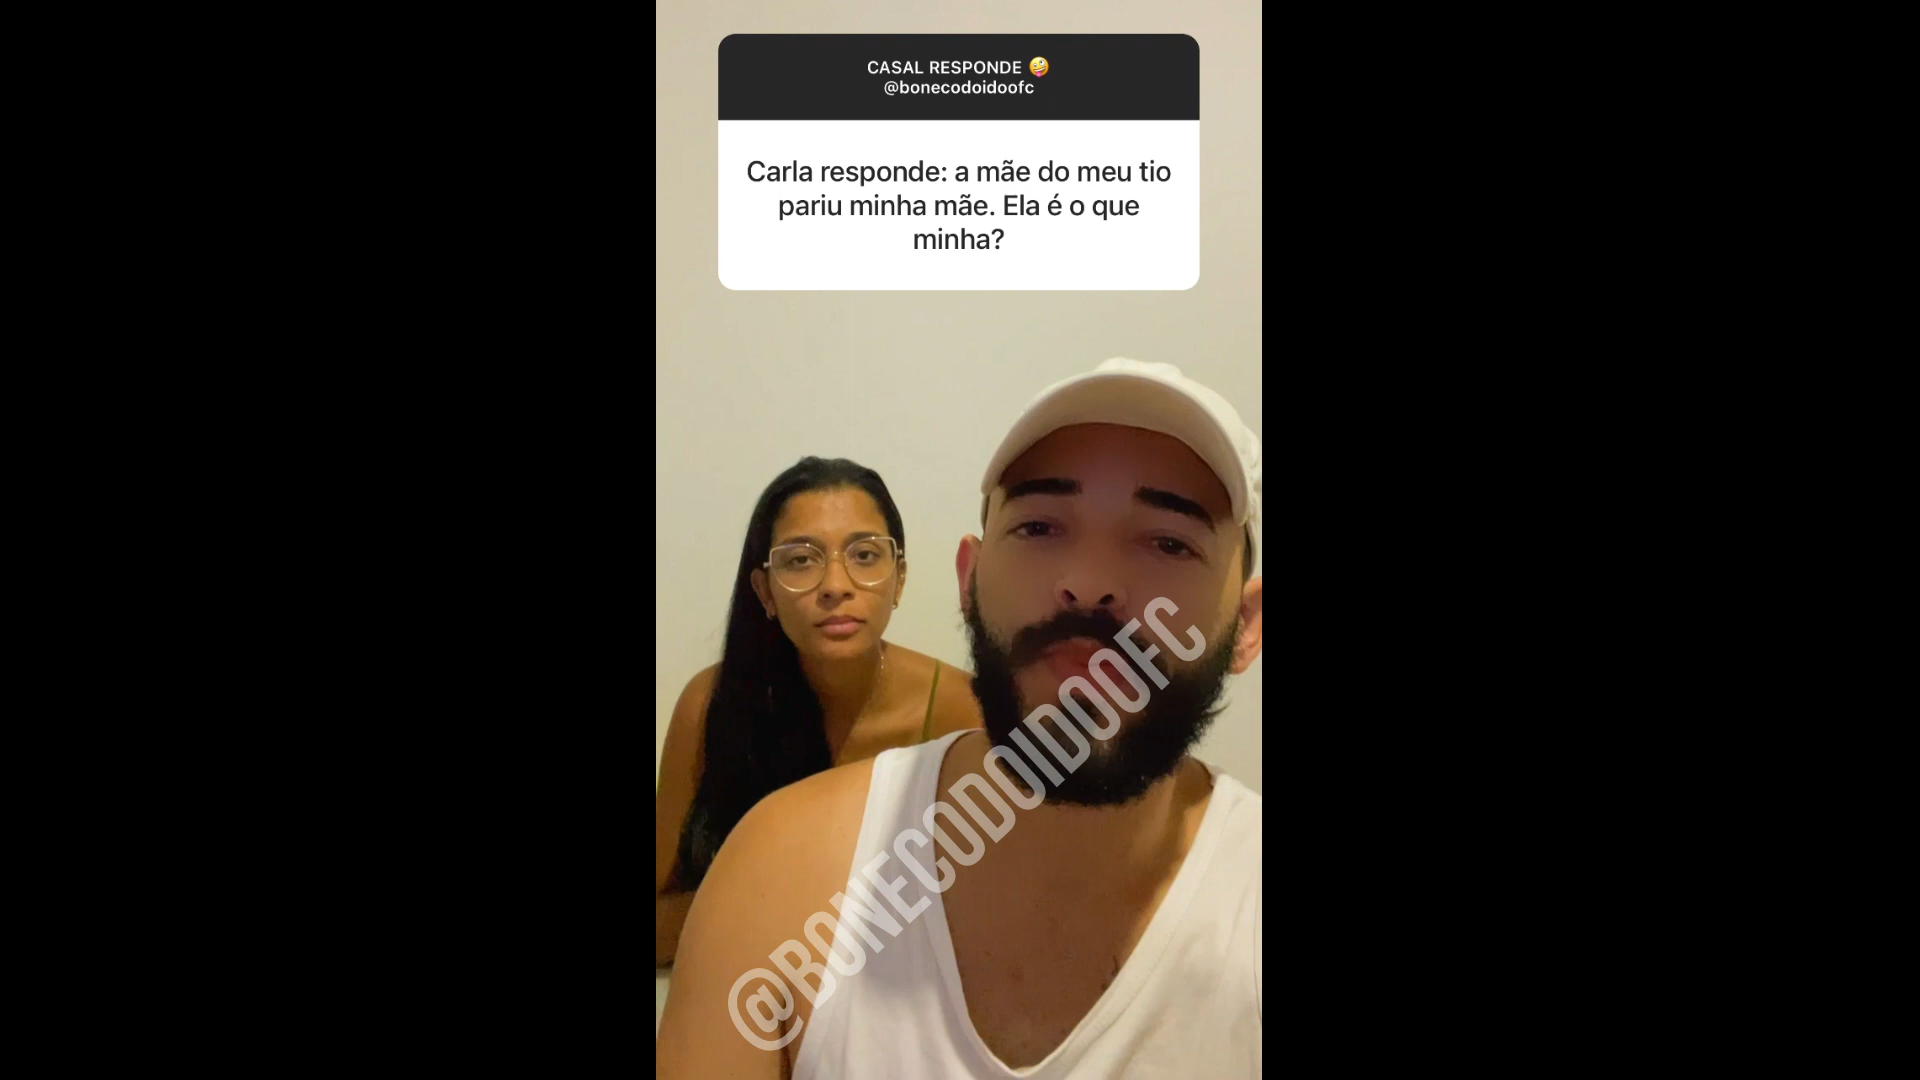 CASAL RESPONDE 🤪
@bonecodoidoofc
Carla responde: a mãe do meu tio
pariu minha mãe. Ela é o que
minha?
@BONECODOIDOOFC